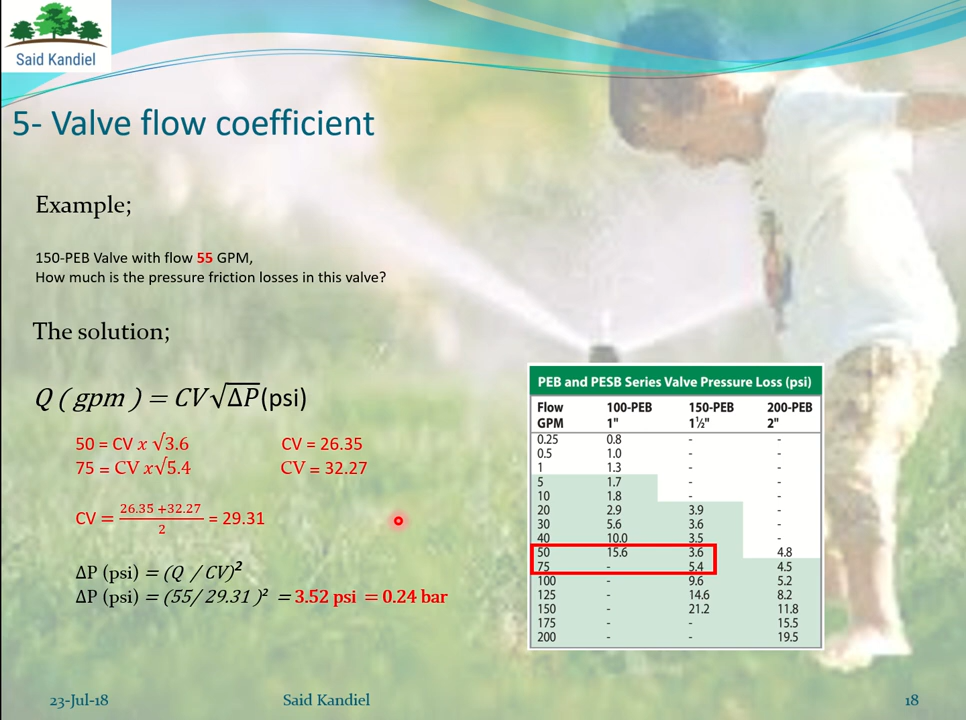 Said Kandiel
5- Valve flow coefficient
Example;
150-PEB Valve with flow 55 GPM,
How much is the pressure friction losses in this valve?
The solution;
Q ( gpm ) = CV√ΔP(psi)
50 = CV x √3.6 CV = 26.35
75 = CV x√5.4 CV = 32.27
CV = (26.35 +32.27)/2 = 29.31
ΔP (psi) = (Q / CV)²
ΔP (psi) = (55/ 29.31 )² = 3.52 psi = 0.24 bar
PEB and PESB Series Valve Pressure Loss (psi)
Flow 100-PEB 150-PEB 200-PEB
GPM 1" 1½" 2"
0.25 0.8 - -
0.5 1.0 - -
1 1.3 - -
5 1.7 - -
10 1.8 - -
20 2.9 3.9 -
30 5.6 3.6 -
40 10.0 3.5 -
50 15.6 3.6 4.8
75 - 5.4 4.5
100 - 9.6 5.2
125 - 14.6 8.2
150 - 21.2 11.8
175 - - 15.5
200 - - 19.5
23-Jul-18 Said Kandiel 18